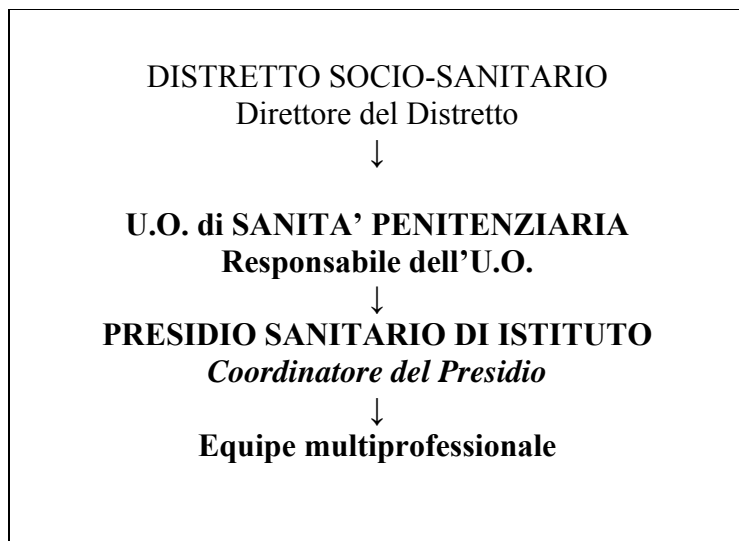 DISTRETTO SOCIO-SANITARIO
Direttore del Distretto
↓
U.O. di SANITA’ PENITENZIARIA
Responsabile dell’U.O.
↓
PRESIDIO SANITARIO DI ISTITUTO
Coordinatore del Presidio
↓
Equipe multiprofessionale